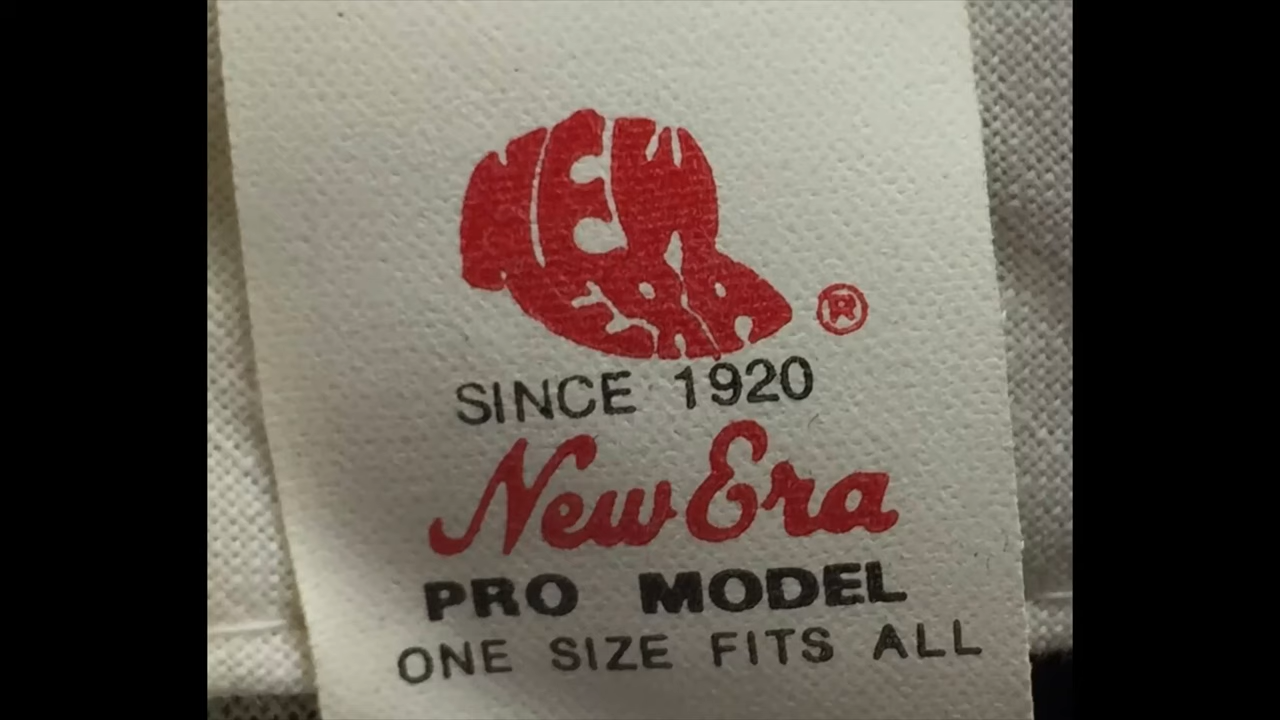 NEW
ERA ®
SINCE 1920
New Era
PRO MODEL
ONE SIZE FITS ALL